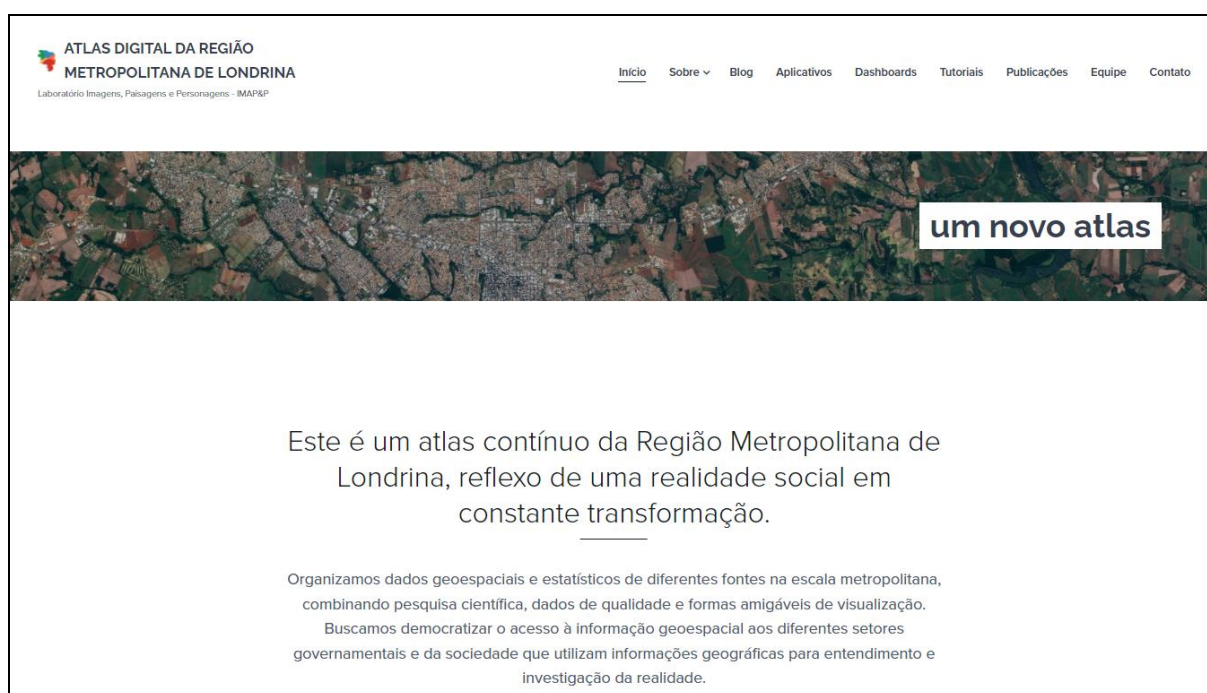 ATLAS DIGITAL DA REGIÃO
METROPOLITANA DE LONDRINA
Laboratório Imagens, Paisagens e Personagens - IMAP&P
Início Sobre Blog Aplicativos Dashboards Tutoriais Publicações Equipe Contato
um novo atlas
Este é um atlas contínuo da Região Metropolitana de
Londrina, reflexo de uma realidade social em
constante transformação.
Organizamos dados geoespaciais e estatísticos de diferentes fontes na escala metropolitana,
combinando pesquisa científica, dados de qualidade e formas amigáveis de visualização.
Buscamos democratizar o acesso à informação geoespacial aos diferentes setores
governamentais e da sociedade que utilizam informações geográficas para entendimento e
investigação da realidade.